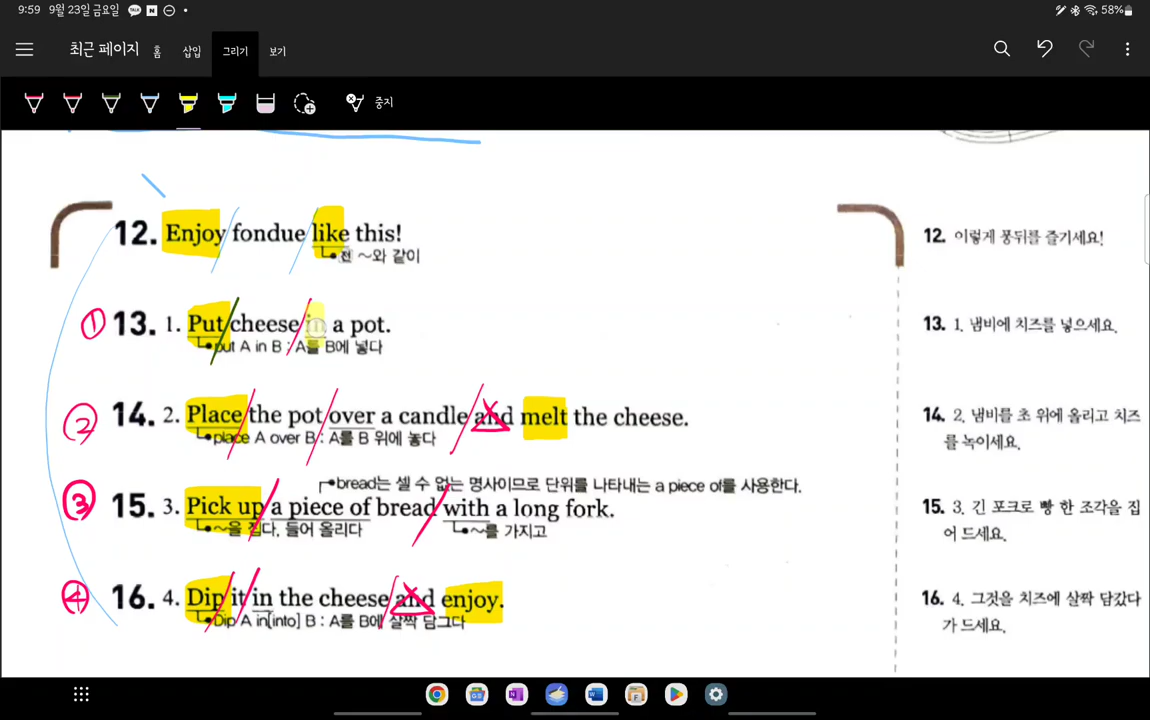 9:59 9월 23일 금요일 TALK N 58%
최근 페이지 홈 삽입 그리기 보기
중지
12. Enjoy fondue like this!
전 ~와 같이
12. 이렇게 퐁뒤를 즐기세요!
① 13. 1. Put cheese in a pot.
put A in B : A를 B에 넣다
13. 1. 냄비에 치즈를 넣으세요.
② 14. 2. Place the pot over a candle and melt the cheese.
place A over B : A를 B 위에 놓다
14. 2. 냄비를 초 위에 올리고 치즈
를 녹이세요.
bread는 셀 수 없는 명사이므로 단위를 나타내는 a piece of를 사용한다.
③ 15. 3. Pick up a piece of bread with a long fork.
~을 집다, 들어 올리다 ~를 가지고
15. 3. 긴 포크로 빵 한 조각을 집
어 드세요.
④ 16. 4. Dip it in the cheese and enjoy.
Dip A in[into] B : A를 B에 살짝 담그다
16. 4. 그것을 치즈에 살짝 담갔다
가 드세요.